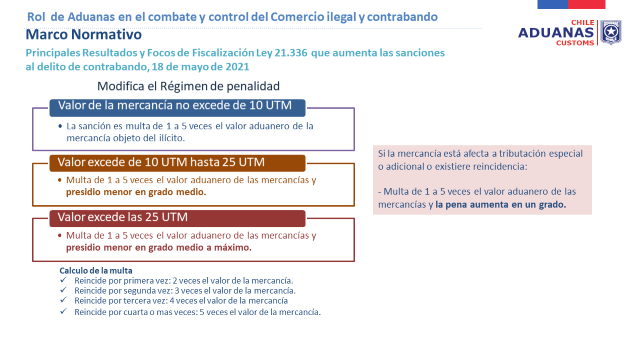 Rol de Aduanas en el combate y control del Comercio ilegal y contrabando
Marco Normativo
CHILE
ADUANAS
CUSTOMS
Principales Resultados y Focos de Fiscalización Ley 21.336 que aumenta las sanciones
al delito de contrabando, 18 de mayo de 2021
Modifica el Régimen de penalidad
Valor de la mercancía no excede de 10 UTM
• La sanción es multa de 1 a 5 veces el valor aduanero de la
mercancía objeto del ilícito.
Valor excede de 10 UTM hasta 25 UTM
• Multa de 1 a 5 veces el valor aduanero de las mercancías y
presidio menor en grado medio.
Valor excede las 25 UTM
• Multa de 1 a 5 veces el valor aduanero de las mercancías y
presidio menor en grado medio a máximo.
Si la mercancía está afecta a tributación especial
o adicional o existiere reincidencia:
- Multa de 1 a 5 veces el valor aduanero de las
mercancías y la pena aumenta en un grado.
Calculo de la multa
✓ Reincide por primera vez: 2 veces el valor de la mercancía.
✓ Reincide por segunda vez: 3 veces el valor de la mercancía.
✓ Reincide por tercera vez: 4 veces el valor de la mercancía
✓ Reincide por cuarta o mas veces: 5 veces el valor de la mercancía.